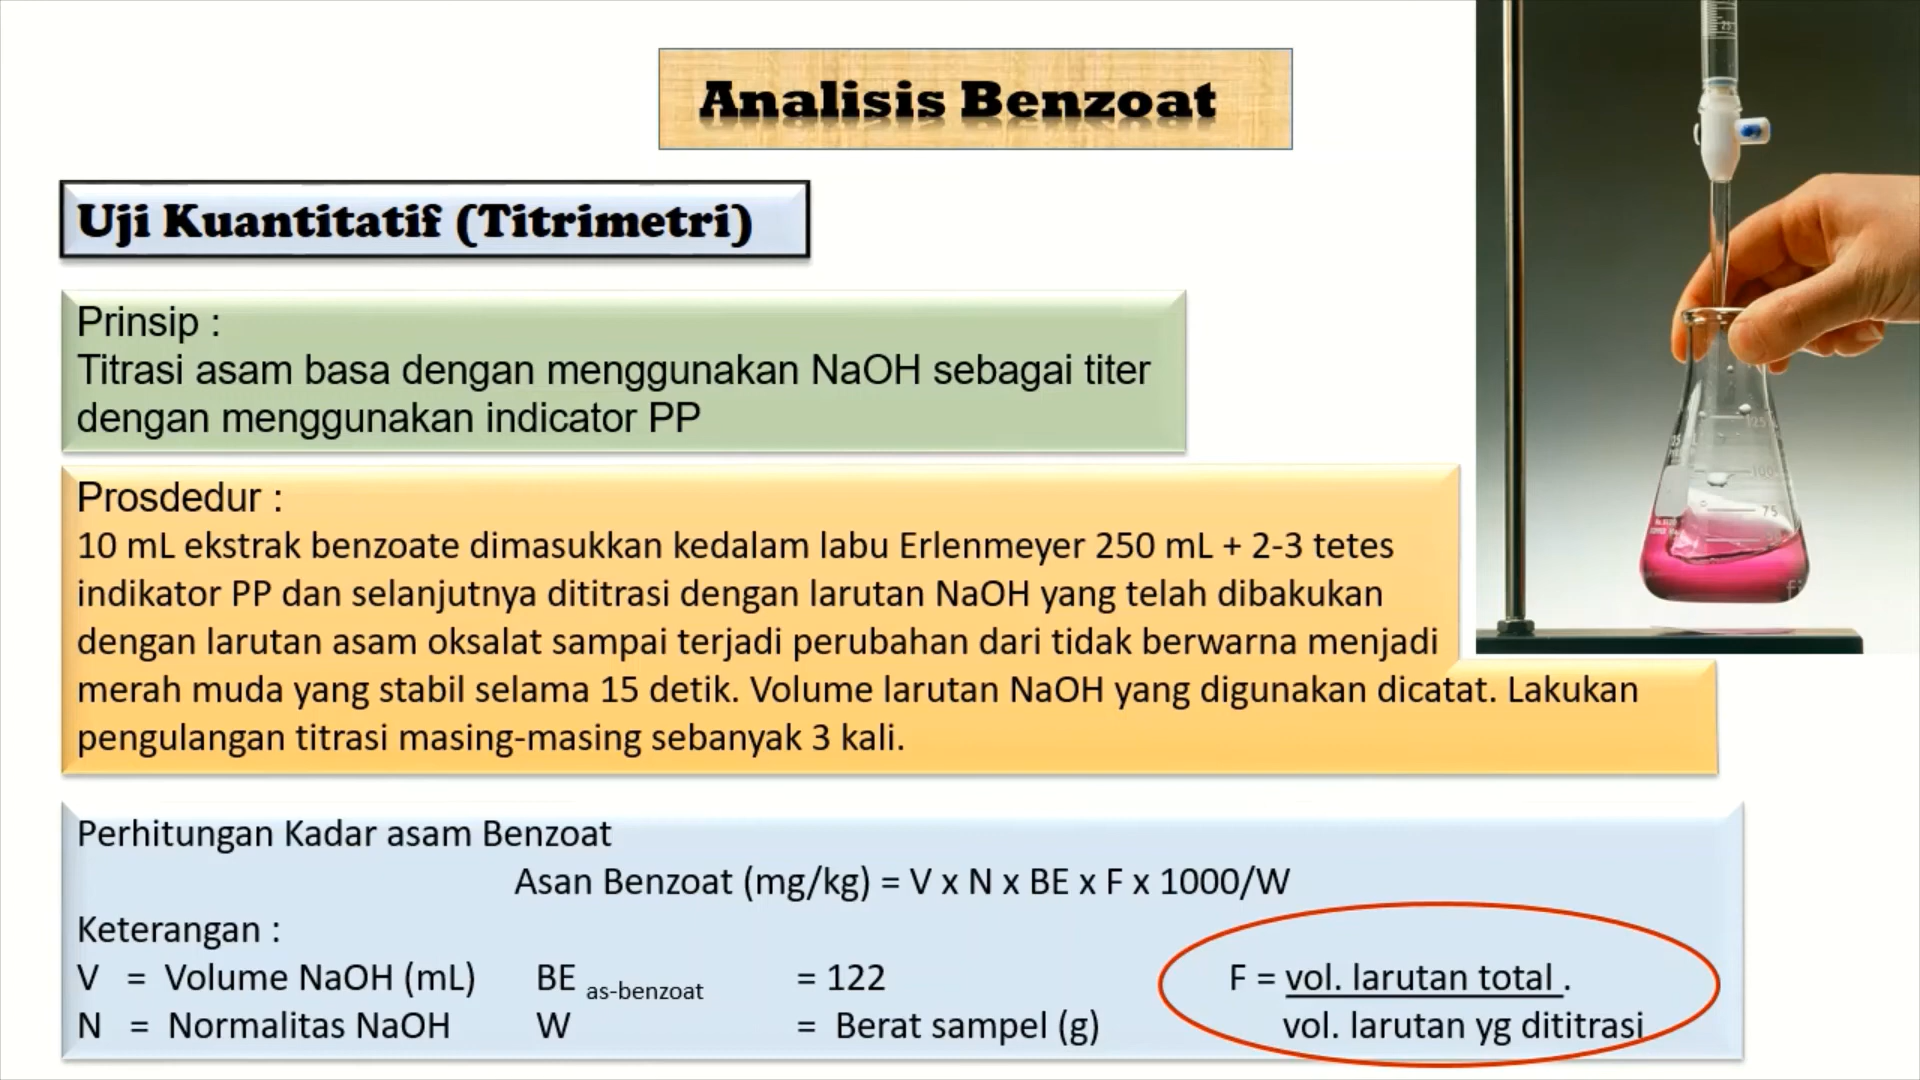 Analisis Benzoat
Uji Kuantitatif (Titrimetri)
Prinsip :
Titrasi asam basa dengan menggunakan NaOH sebagai titer
dengan menggunakan indicator PP
Prosdedur :
10 mL ekstrak benzoate dimasukkan kedalam labu Erlenmeyer 250 mL + 2-3 tetes
indikator PP dan selanjutnya dititrasi dengan larutan NaOH yang telah dibakukan
dengan larutan asam oksalat sampai terjadi perubahan dari tidak berwarna menjadi
merah muda yang stabil selama 15 detik. Volume larutan NaOH yang digunakan dicatat. Lakukan
pengulangan titrasi masing-masing sebanyak 3 kali.
Perhitungan Kadar asam Benzoat
Asan Benzoat (mg/kg) = V x N x BE x F x 1000/W
Keterangan :
V = Volume NaOH (mL) BE as-benzoat = 122 F = vol. larutan total .
N = Normalitas NaOH W = Berat sampel (g) vol. larutan yg dititrasi
25
125
100
75